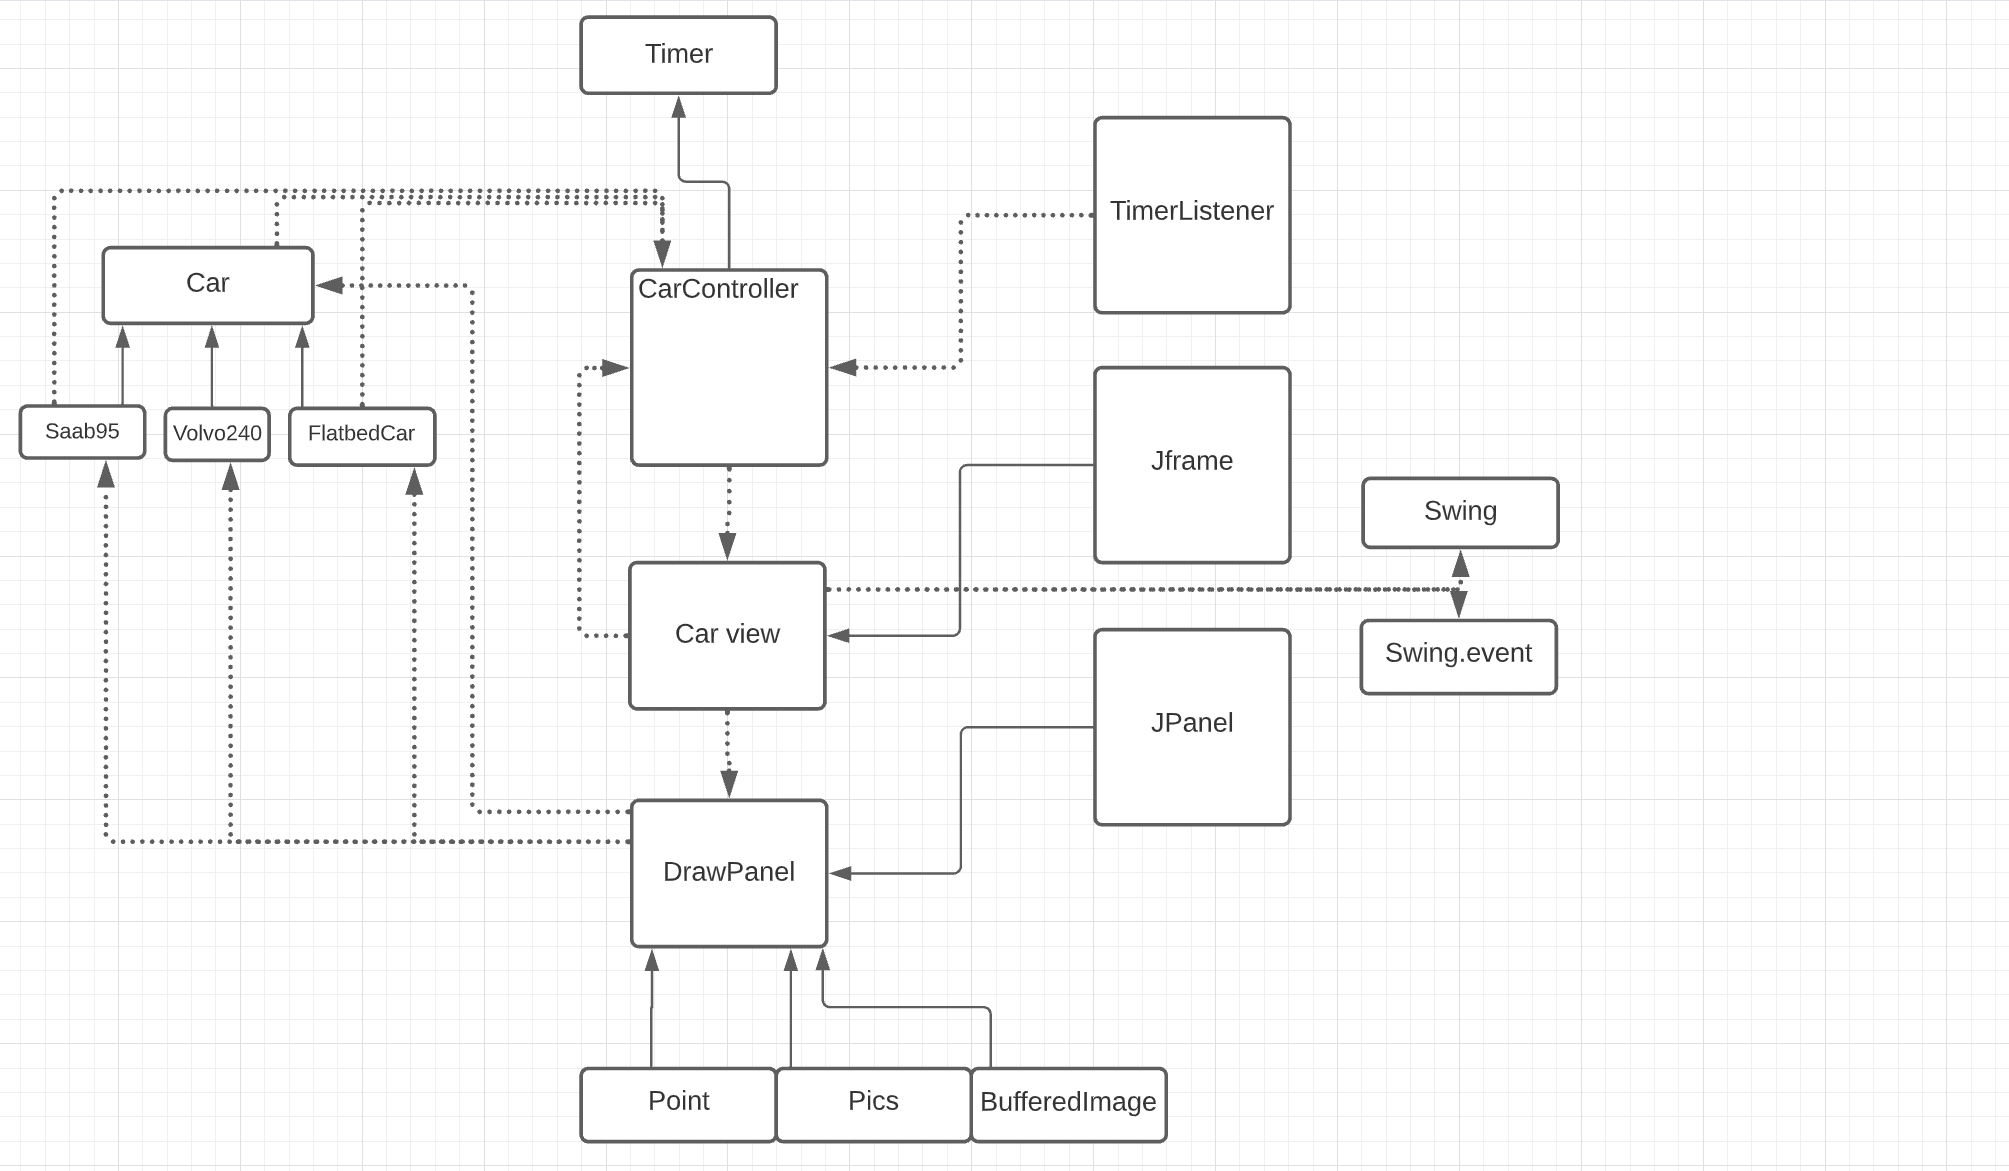 Timer
TimerListener
Car
CarController
Saab95
Volvo240
FlatbedCar
Jframe
Swing
Car view
Swing.event
JPanel
DrawPanel
Point
Pics
BufferedImage